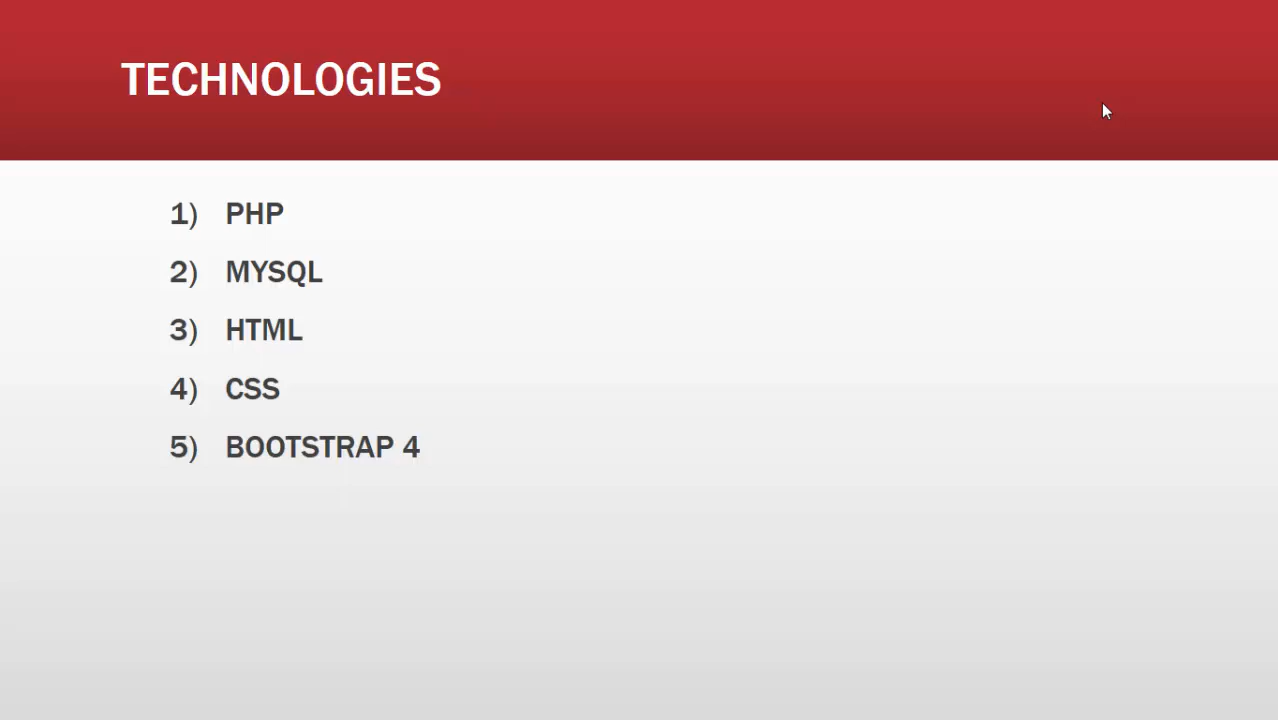 TECHNOLOGIES
1) PHP
2) MYSQL
3) HTML
4) CSS
5) BOOTSTRAP 4